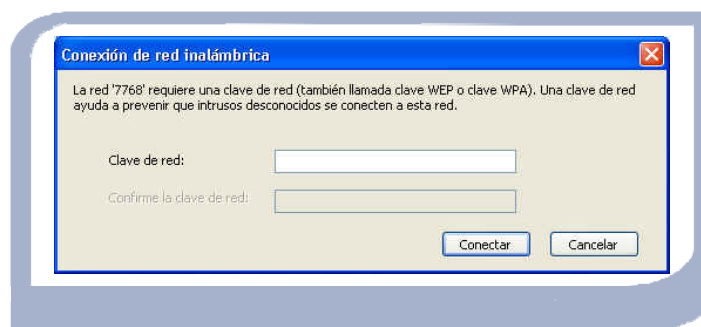 Conexión de red inalámbrica
La red '7768' requiere una clave de red (también llamada clave WEP o clave WPA). Una clave de red
ayuda a prevenir que intrusos desconocidos se conecten a esta red.
Clave de red:
Confirme la clave de red:
Conectar Cancelar